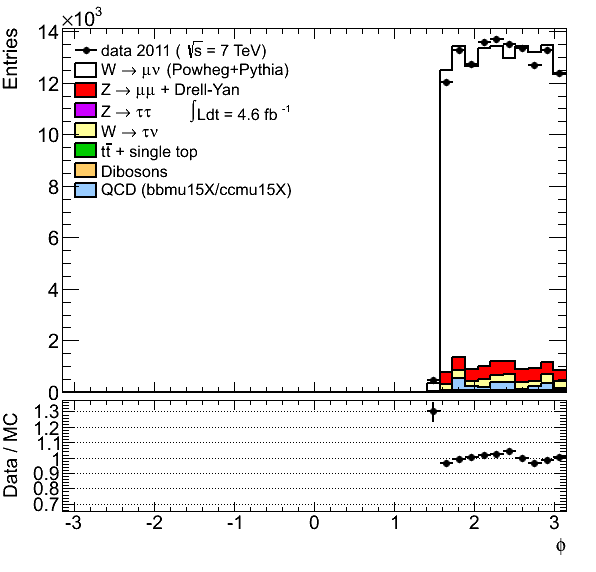 ×10³
14
12
10
8
6
4
2
0
Entries
data 2011 ( √s = 7 TeV)
W → μν (Powheg+Pythia)
Z → μμ + Drell-Yan
Z → ττ
∫Ldt = 4.6 fb⁻¹
W → τν
tt̄ + single top
Dibosons
QCD (bbmu15X/ccmu15X)
Data / MC
1.3
1.2
1.1
1
0.9
0.8
0.7
-3 -2 -1 0 1 2 3
ϕ